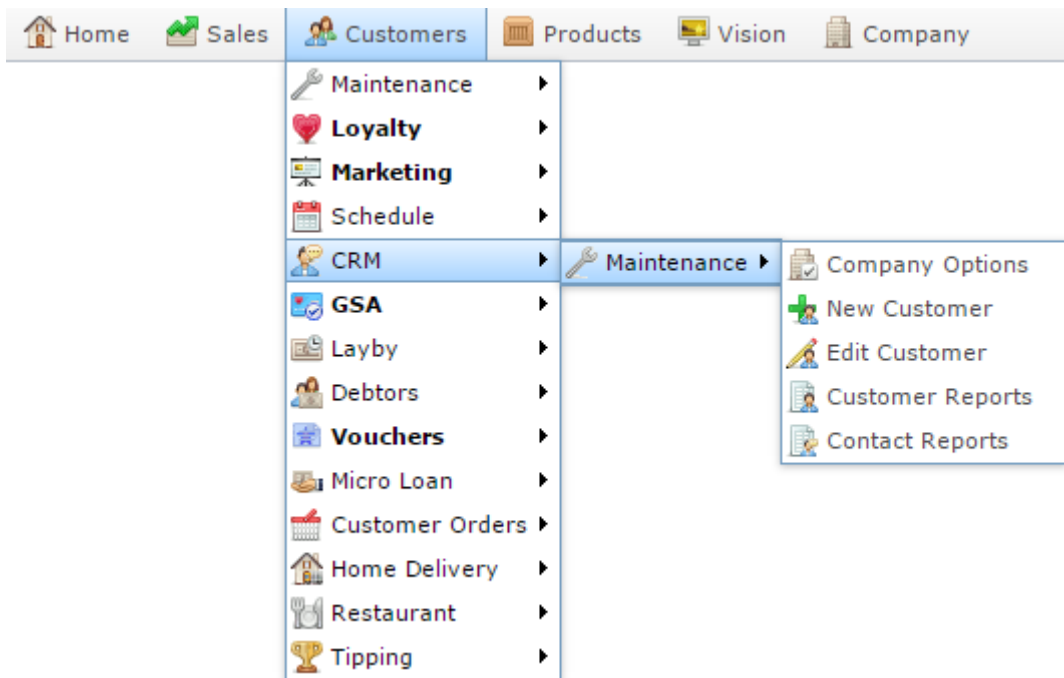 Home Sales Customers Products Vision Company
Maintenance
Loyalty
Marketing
Schedule
CRM Maintenance Company Options
New Customer
GSA
Edit Customer
Layby
Customer Reports
Debtors
Contact Reports
Vouchers
Micro Loan
Customer Orders
Home Delivery
Restaurant
Tipping